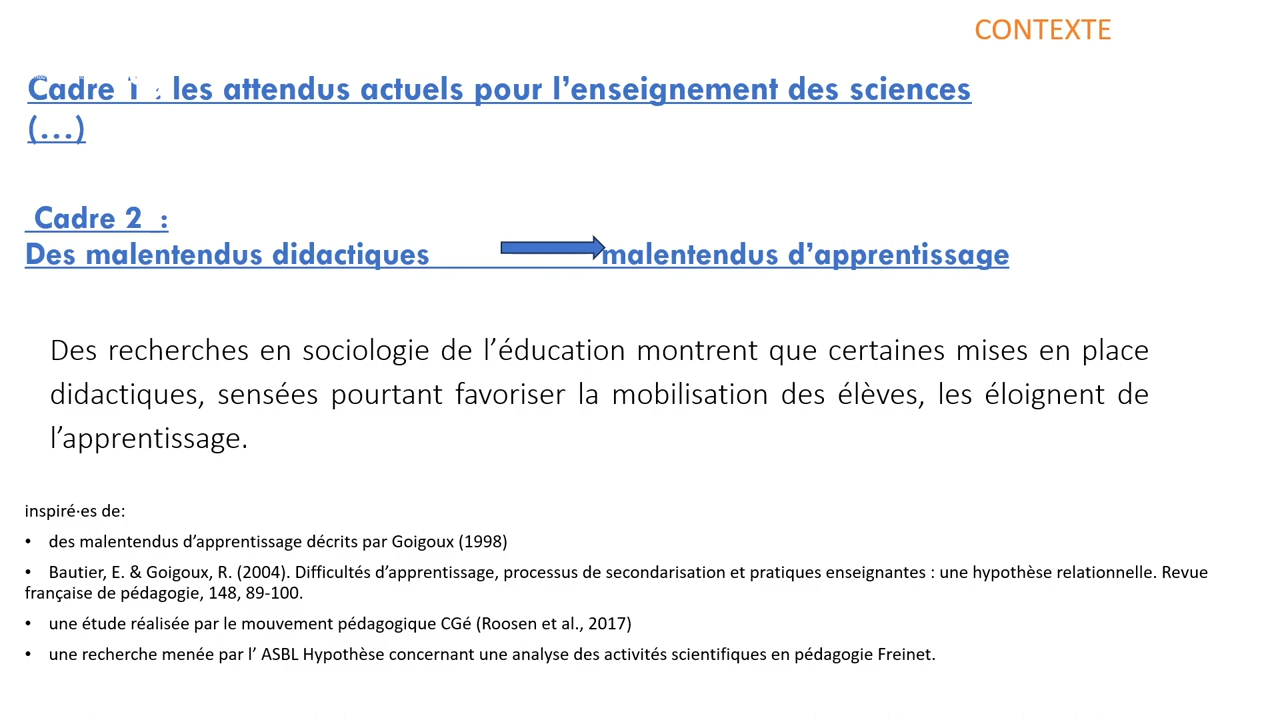 CONTEXTE
Cadre 1 : les attendus actuels pour l’enseignement des sciences
(…)
Cadre 2 :
Des malentendus didactiques malentendus d’apprentissage
Des recherches en sociologie de l’éducation montrent que certaines mises en place
didactiques, sensées pourtant favoriser la mobilisation des élèves, les éloignent de
l’apprentissage.
inspiré·es de:
• des malentendus d’apprentissage décrits par Goigoux (1998)
• Bautier, E. & Goigoux, R. (2004). Difficultés d’apprentissage, processus de secondarisation et pratiques enseignantes : une hypothèse relationnelle. Revue
française de pédagogie, 148, 89-100.
• une étude réalisée par le mouvement pédagogique CGé (Roosen et al., 2017)
• une recherche menée par l’ ASBL Hypothèse concernant une analyse des activités scientifiques en pédagogie Freinet.